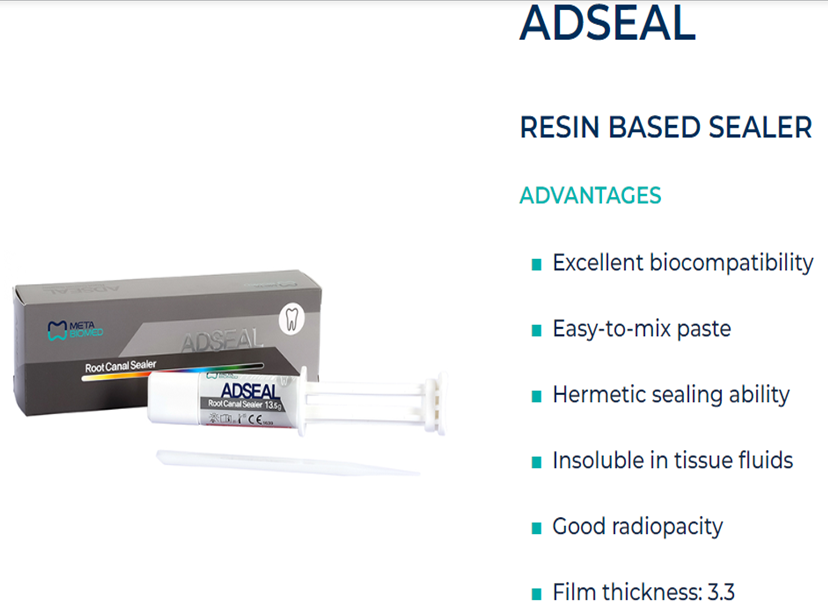 ADSEAL
RESIN BASED SEALER
ADVANTAGES
Excellent biocompatibility
Easy-to-mix paste
Hermetic sealing ability
Insoluble in tissue fluids
Good radiopacity
Film thickness: 3.3
META
BIOMED
ADSEAL
Root Canal Sealer
ADSEAL
Root Canal Sealer 13.5g
CE